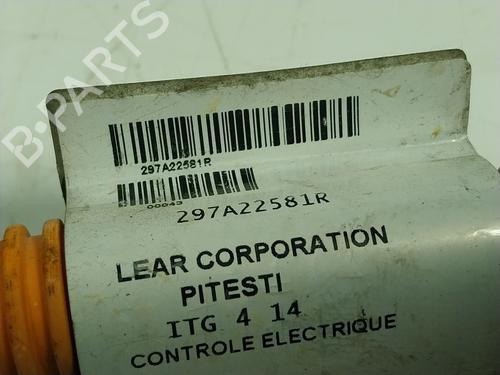 B-PARTS
297A22581R
00043
297A22581R
LEAR CORPORATION
PITESTI
ITG 4 14
CONTROLE ELECTRIQUE